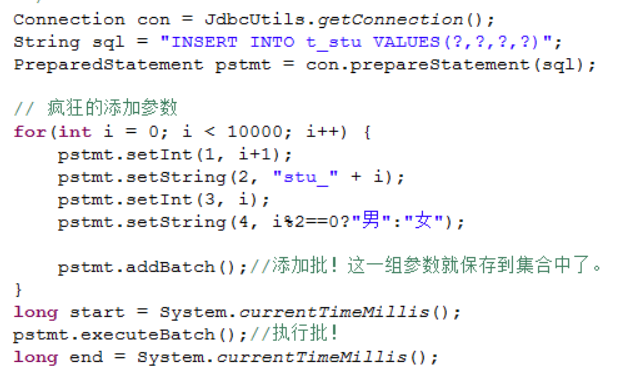 Connection con = JdbcUtils.getConnection();
String sql = "INSERT INTO t_stu VALUES(?,?,?,?)";
PreparedStatement pstmt = con.prepareStatement(sql);
// 疯狂的添加参数
for(int i = 0; i < 10000; i++) {
pstmt.setInt(1, i+1);
pstmt.setString(2, "stu_" + i);
pstmt.setInt(3, i);
pstmt.setString(4, i%2==0?"男":"女");
pstmt.addBatch();//添加批！这一组参数就保存到集合中了。
}
long start = System.currentTimeMillis();
pstmt.executeBatch();//执行批！
long end = System.currentTimeMillis();